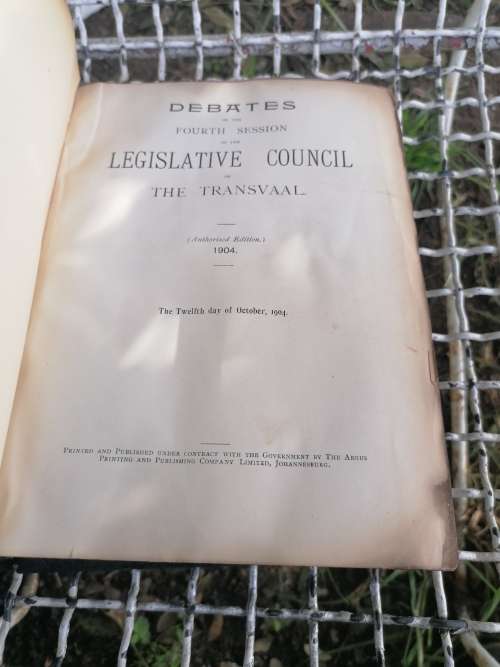 DEBATES
OF THE
FOURTH SESSION
OF THE
LEGISLATIVE COUNCIL
OF
THE TRANSVAAL.
(Authorised Edition.)
1904.
The Twelfth day of October, 1904.
PRINTED AND PUBLISHED UNDER CONTRACT WITH THE GOVERNMENT BY THE ARGUS
PRINTING AND PUBLISHING COMPANY LIMITED, JOHANNESBURG.